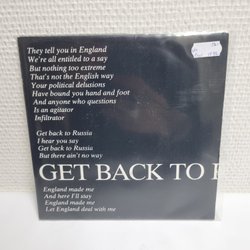 They tell you in England
We're all entitled to a say
But nothing too extreme
That's not the English way
Your political delusions
Have bound you hand and foot
And anyone who questions
Is an agitator
Infiltrator
Get back to Russia
I hear you say
Get back to Russia
But there ain't no way
GET BACK TO
England made me
And here I'll stay
England made me
Let England deal with me